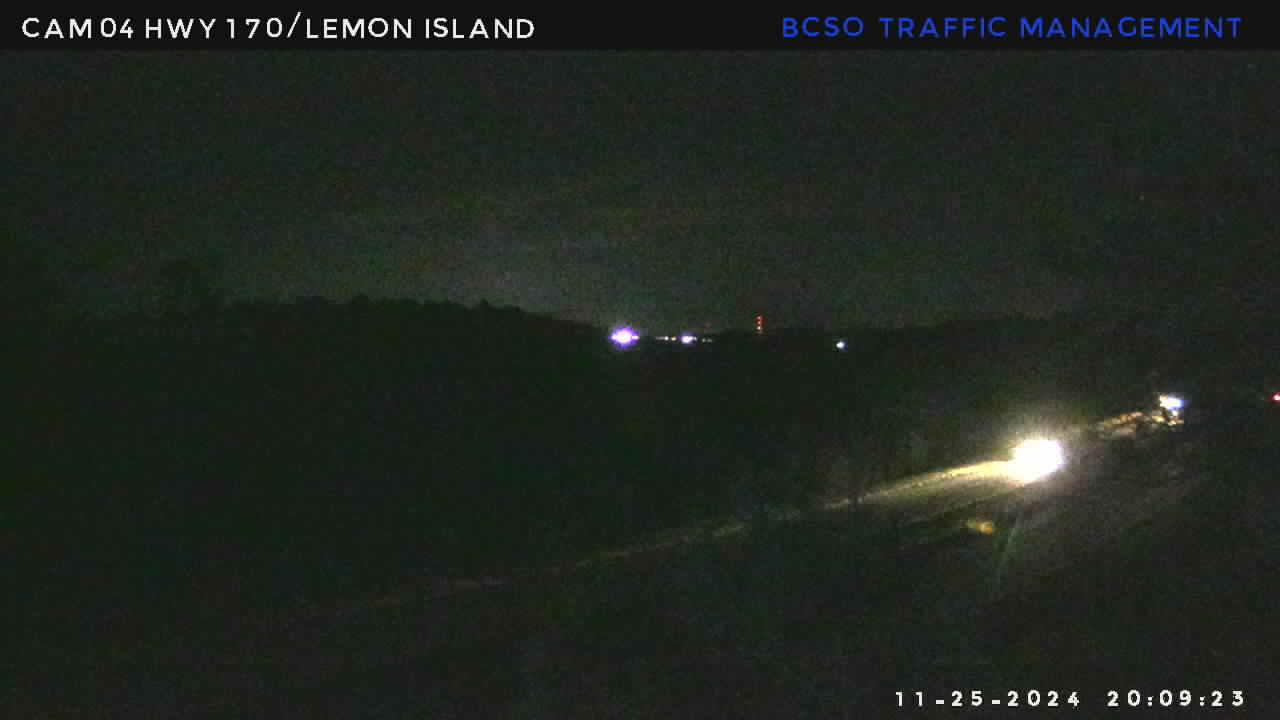 CAM04 HWY 170/LEMON ISLAND
BCSO TRAFFIC MANAGEMENT
11-25-2024 20:09:23